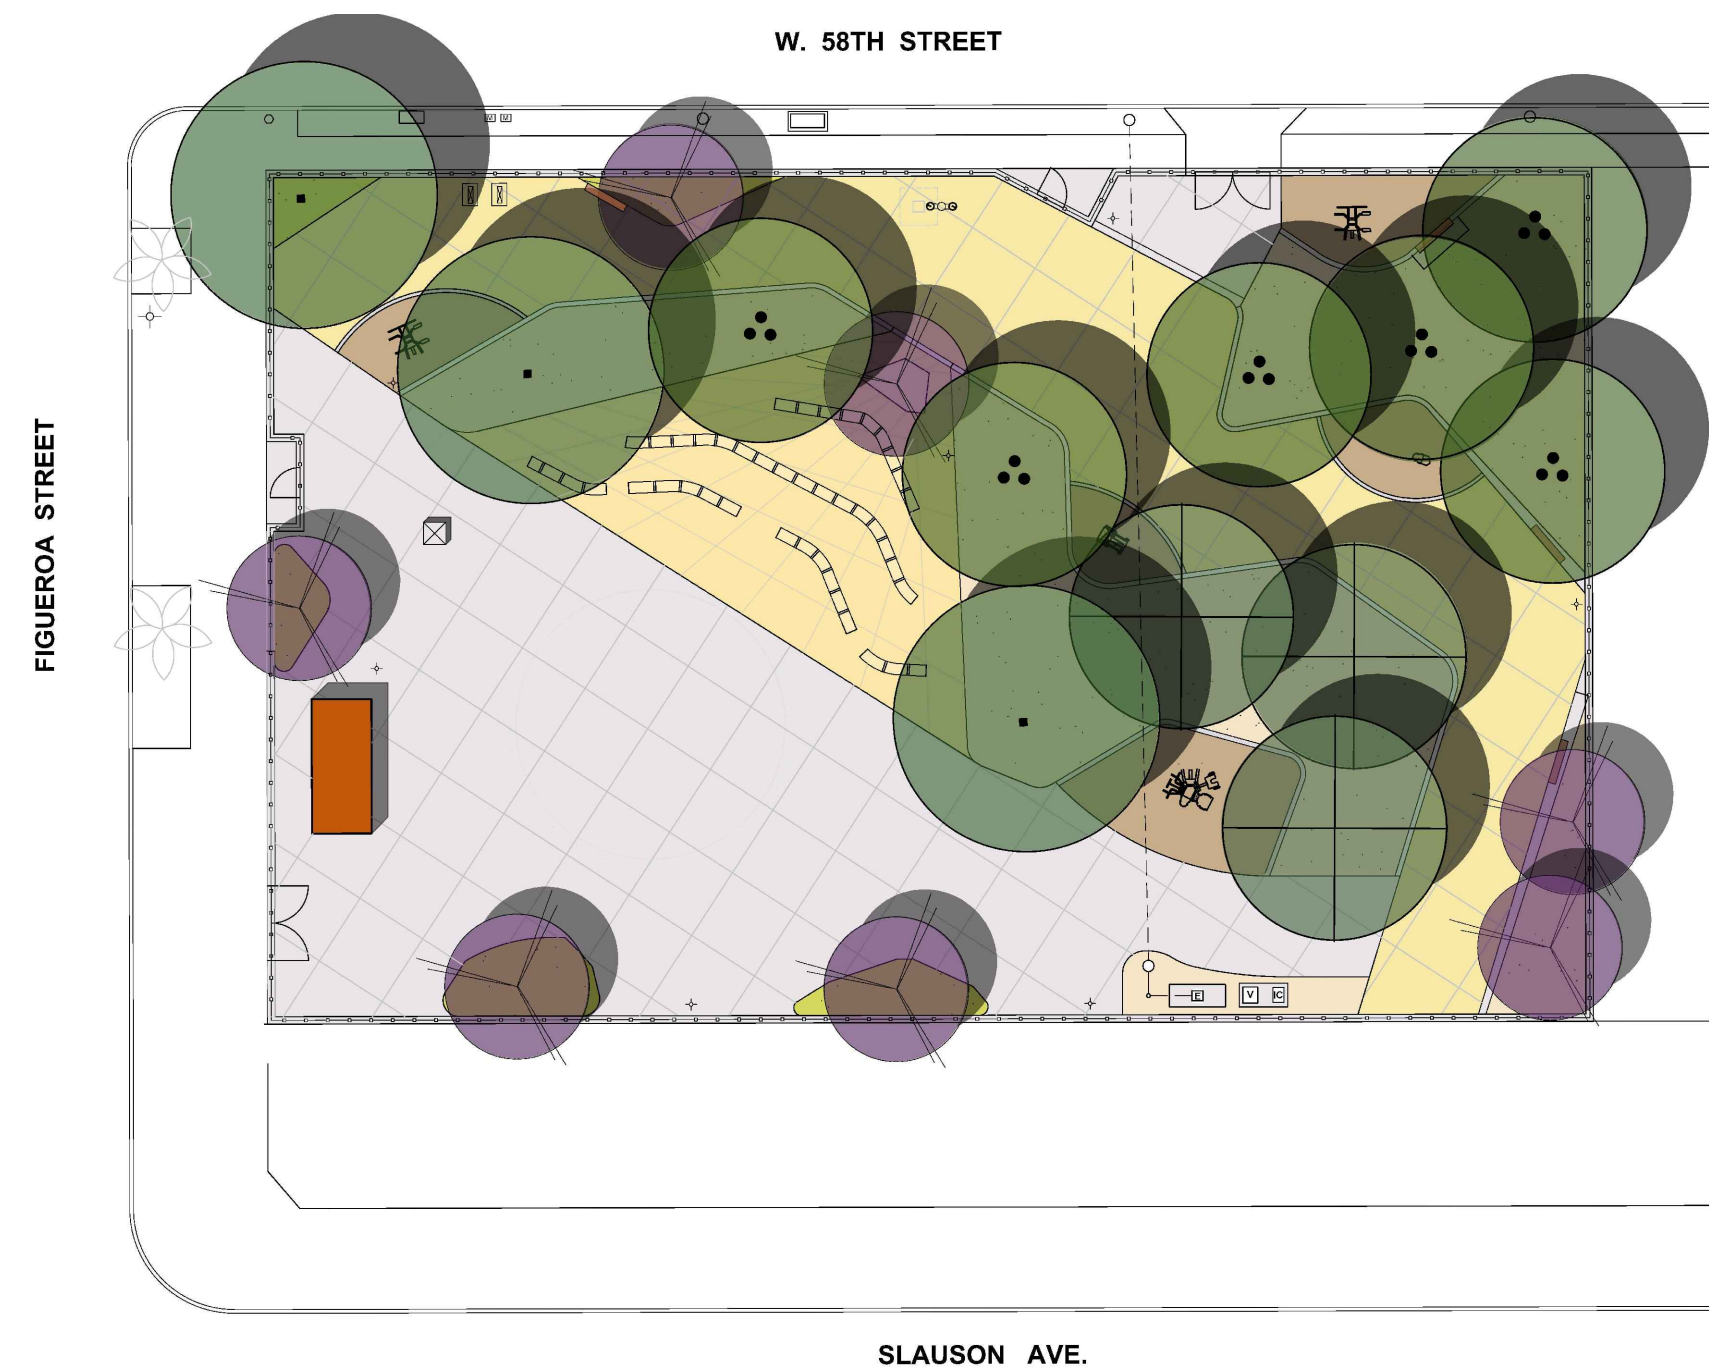 W. 58TH STREET
M M
FIGUEROA STREET
E V IC
SLAUSON AVE.